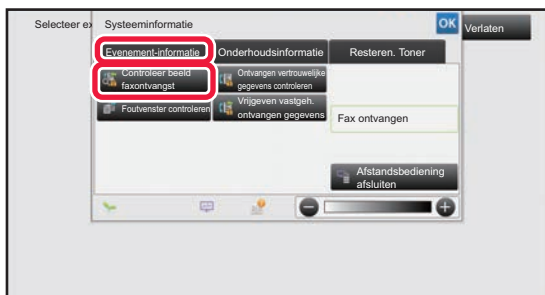 Selecteer ex
Systeeminformatie
OK
Verlaten
Evenement-informatie
Onderhoudsinformatie
Resteren. Toner
Controleer beeld
faxontvangst
Ontvangen vertrouwelijke
gegevens controleren
Foutvenster controleren
Vrijgeven vastgeh.
ontvangen gegevens
Fax ontvangen
Afstandsbediening
afsluiten